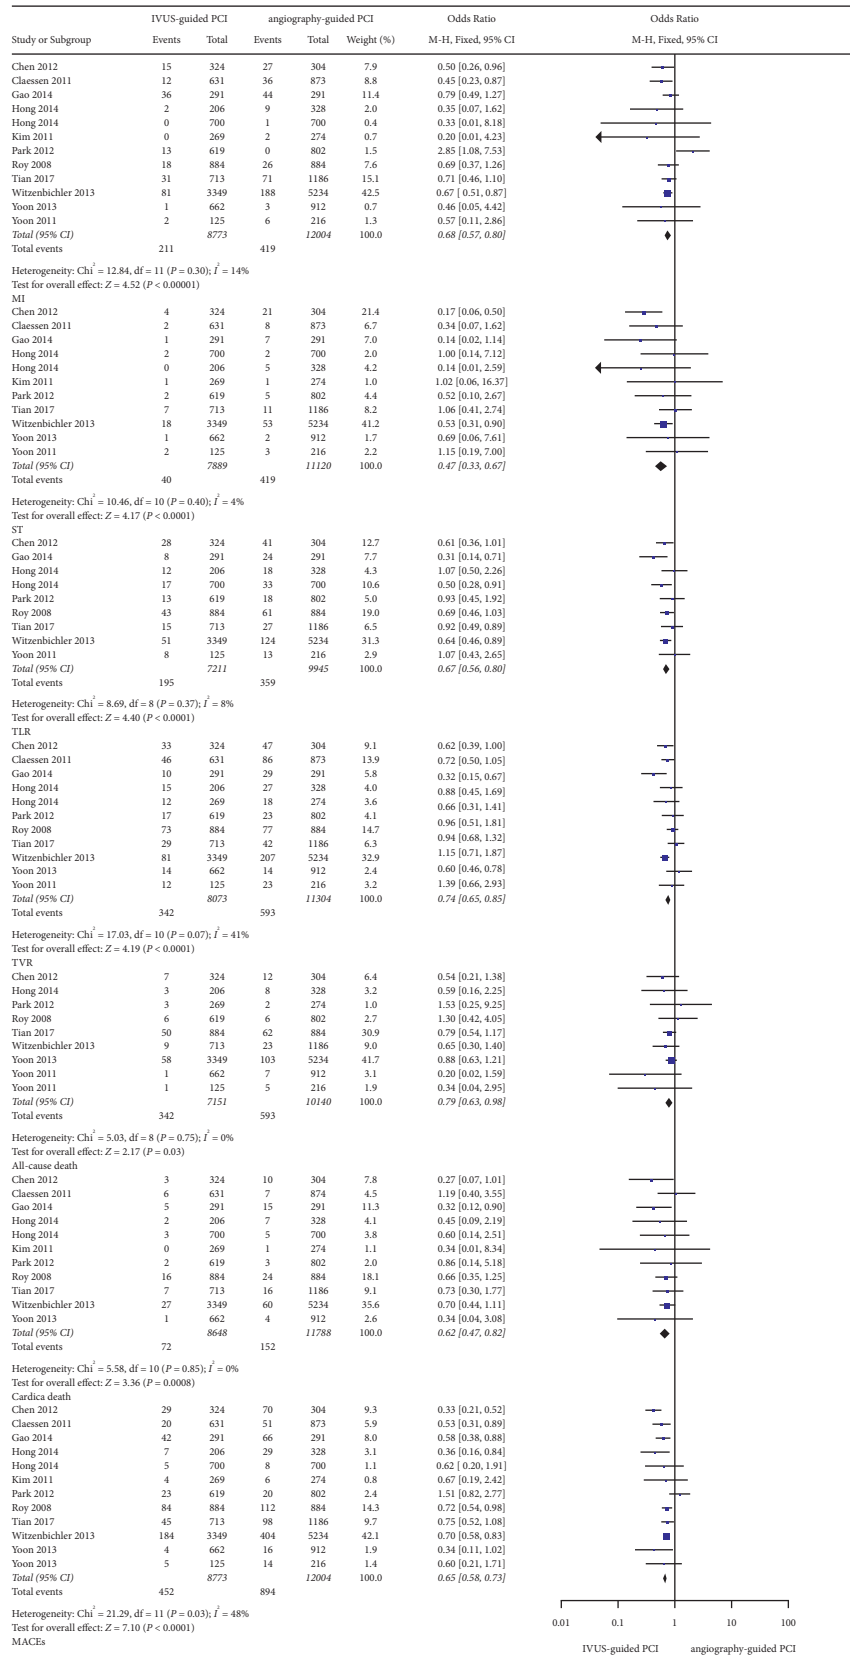 IVUS-guided PCI angiography-guided PCI Odds Ratio Odds Ratio
Study or Subgroup Events Total Events Total Weight (%) M-H, Fixed, 95% CI M-H, Fixed, 95% CI
Chen 2012 15 324 27 304 7.9 0.50 [0.26, 0.96]
Claessen 2011 12 631 36 873 8.8 0.45 [0.23, 0.87]
Gao 2014 36 291 44 291 11.4 0.79 [0.49, 1.27]
Hong 2014 2 206 9 328 2.0 0.35 [0.07, 1.62]
Hong 2014 0 700 1 700 0.4 0.33 [0.01, 8.18]
Kim 2011 0 269 2 274 0.7 0.20 [0.01, 4.23]
Park 2012 13 619 0 802 1.5 2.85 [1.08, 7.53]
Roy 2008 18 884 26 884 7.6 0.69 [0.37, 1.26]
Tian 2017 31 713 71 1186 15.1 0.71 [0.46, 1.10]
Witzenbichler 2013 81 3349 188 5234 42.5 0.67 [ 0.51, 0.87]
Yoon 2013 1 662 3 912 0.7 0.46 [0.05, 4.42]
Yoon 2011 2 125 6 216 1.3 0.57 [0.11, 2.86]
Total (95% CI) 8773 12004 100.0 0.68 [0.57, 0.80]
Total events 211 419
Heterogeneity: Chi² = 12.84, df = 11 (P = 0.30); I² = 14%
Test for overall effect: Z = 4.52 (P < 0.00001)
MI
Chen 2012 4 324 21 304 21.4 0.17 [0.06, 0.50]
Claessen 2011 2 631 8 873 6.7 0.34 [0.07, 1.62]
Gao 2014 1 291 7 291 7.0 0.14 [0.02, 1.14]
Hong 2014 2 700 2 700 2.0 1.00 [0.14, 7.12]
Hong 2014 0 206 5 328 4.2 0.14 [0.01, 2.59]
Kim 2011 1 269 1 274 1.0 1.02 [0.06, 16.37]
Park 2012 2 619 5 802 4.4 0.52 [0.10, 2.67]
Tian 2017 7 713 11 1186 8.2 1.06 [0.41, 2.74]
Witzenbichler 2013 18 3349 53 5234 41.2 0.53 [0.31, 0.90]
Yoon 2013 1 662 2 912 1.7 0.69 [0.06, 7.61]
Yoon 2011 2 125 3 216 2.2 1.15 [0.19, 7.00]
Total (95% CI) 7889 11120 100.0 0.47 [0.33, 0.67]
Total events 40 419
Heterogeneity: Chi² = 10.46, df = 10 (P = 0.40); I² = 4%
Test for overall effect: Z = 4.17 (P < 0.0001)
ST
Chen 2012 28 324 41 304 12.7 0.61 [0.36, 1.01]
Gao 2014 8 291 24 291 7.7 0.31 [0.14, 0.71]
Hong 2014 12 206 18 328 4.3 1.07 [0.50, 2.26]
Hong 2014 17 700 33 700 10.6 0.50 [0.28, 0.91]
Park 2012 13 619 18 802 5.0 0.93 [0.45, 1.92]
Roy 2008 43 884 61 884 19.0 0.69 [0.46, 1.03]
Tian 2017 15 713 27 1186 6.5 0.92 [0.49, 0.89]
Witzenbichler 2013 51 3349 124 5234 31.3 0.64 [0.46, 0.89]
Yoon 2011 8 125 13 216 2.9 1.07 [0.43, 2.65]
Total (95% CI) 7211 9945 100.0 0.67 [0.56, 0.80]
Total events 195 359
Heterogeneity: Chi² = 8.69, df = 8 (P = 0.37); I² = 8%
Test for overall effect: Z = 4.40 (P < 0.0001)
TLR
Chen 2012 33 324 47 304 9.1 0.62 [0.39, 1.00]
Claessen 2011 46 631 86 873 13.9 0.72 [0.50, 1.05]
Gao 2014 10 291 29 291 5.8 0.32 [0.15, 0.67]
Hong 2014 15 206 27 328 4.0 0.88 [0.45, 1.69]
Hong 2014 12 269 18 274 3.6 0.66 [0.31, 1.41]
Park 2012 17 619 23 802 4.1 0.96 [0.51, 1.81]
Roy 2008 73 884 77 884 14.7 0.94 [0.68, 1.32]
Tian 2017 29 713 42 1186 6.3 1.15 [0.71, 1.87]
Witzenbichler 2013 81 3349 207 5234 32.9 0.60 [0.46, 0.78]
Yoon 2013 14 662 14 912 2.4 1.39 [0.66, 2.93]
Yoon 2011 12 125 23 216 3.2
Total (95% CI) 8073 11304 100.0 0.74 [0.65, 0.85]
Total events 342 593
Heterogeneity: Chi² = 17.03, df = 10 (P = 0.07); I² = 41%
Test for overall effect: Z = 4.19 (P < 0.0001)
TVR
Chen 2012 7 324 12 304 6.4 0.54 [0.21, 1.38]
Hong 2014 3 206 8 328 3.2 0.59 [0.16, 2.25]
Park 2012 3 269 2 274 1.0 1.53 [0.25, 9.25]
Roy 2008 6 619 6 802 2.7 1.30 [0.42, 4.05]
Tian 2017 50 884 62 884 30.9 0.79 [0.54, 1.17]
Witzenbichler 2013 9 713 23 1186 9.0 0.65 [0.30, 1.40]
Yoon 2013 58 3349 103 5234 41.7 0.88 [0.63, 1.21]
Yoon 2011 1 662 7 912 3.1 0.20 [0.02, 1.59]
Yoon 2011 1 125 5 216 1.9 0.34 [0.04, 2.95]
Total (95% CI) 7151 10140 100.0 0.79 [0.63, 0.98]
Total events 342 593
Heterogeneity: Chi² = 5.03, df = 8 (P = 0.75); I² = 0%
Test for overall effect: Z = 2.17 (P = 0.03)
All-cause death
Chen 2012 3 324 10 304 7.8 0.27 [0.07, 1.01]
Claessen 2011 6 631 7 874 4.5 1.19 [0.40, 3.55]
Gao 2014 5 291 15 291 11.3 0.32 [0.12, 0.90]
Hong 2014 2 206 7 328 4.1 0.45 [0.09, 2.19]
Hong 2014 3 700 5 700 3.8 0.60 [0.14, 2.51]
Kim 2011 0 269 1 274 1.1 0.34 [0.01, 8.34]
Park 2012 2 619 3 802 2.0 0.86 [0.14, 5.18]
Roy 2008 16 884 24 884 18.1 0.66 [0.35, 1.25]
Tian 2017 7 713 16 1186 9.1 0.73 [0.30, 1.77]
Witzenbichler 2013 27 3349 60 5234 35.6 0.70 [0.44, 1.11]
Yoon 2013 1 662 4 912 2.6 0.34 [0.04, 3.08]
Total (95% CI) 8648 11788 100.0 0.62 [0.47, 0.82]
Total events 72 152
Heterogeneity: Chi² = 5.58, df = 10 (P = 0.85); I² = 0%
Test for overall effect: Z = 3.36 (P = 0.0008)
Cardica death
Chen 2012 29 324 70 304 9.3 0.33 [0.21, 0.52]
Claessen 2011 20 631 51 873 5.9 0.53 [0.31, 0.89]
Gao 2014 42 291 66 291 8.0 0.58 [0.38, 0.88]
Hong 2014 7 206 29 328 3.1 0.36 [0.16, 0.84]
Hong 2014 5 700 8 700 1.1 0.62 [ 0.20, 1.91]
Kim 2011 4 269 6 274 0.8 0.67 [0.19, 2.42]
Park 2012 23 619 20 802 2.4 1.51 [0.82, 2.77]
Roy 2008 84 884 112 884 14.3 0.72 [0.54, 0.98]
Tian 2017 45 713 98 1186 9.7 0.75 [0.52, 1.08]
Witzenbichler 2013 184 3349 404 5234 42.1 0.70 [0.58, 0.83]
Yoon 2013 4 662 16 912 1.9 0.34 [0.11, 1.02]
Yoon 2013 5 125 14 216 1.4 0.60 [0.21, 1.71]
Total (95% CI) 8773 12004 100.0 0.65 [0.58, 0.73]
Total events 452 894
Heterogeneity: Chi² = 21.29, df = 11 (P = 0.03); I² = 48%
Test for overall effect: Z = 7.10 (P < 0.0001)
MACEs
0.01 0.1 1 10 100
IVUS-guided PCI angiography-guided PCI